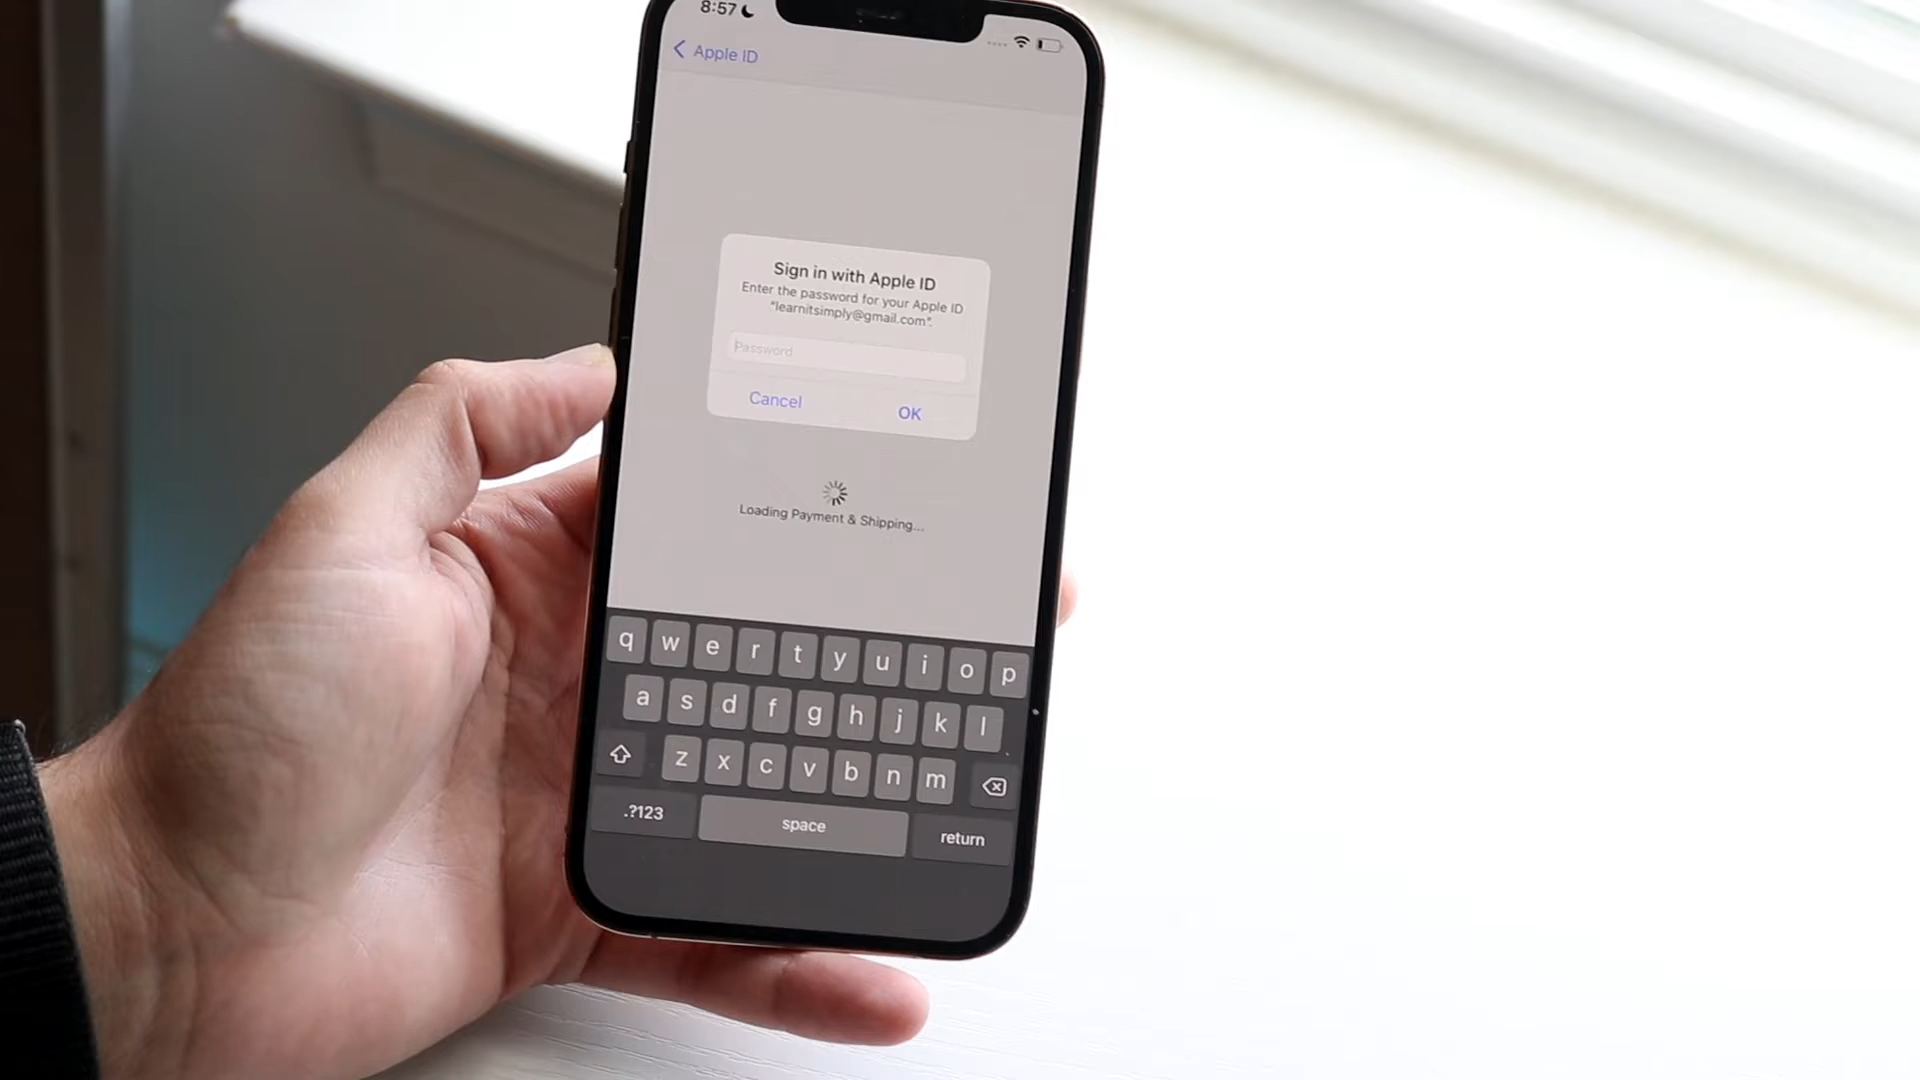 8:57
Apple ID
Sign in with Apple ID
Enter the password for your Apple ID
"learnitsimply@gmail.com".
Password
Cancel OK
Loading Payment & Shipping...
q w e r t y u i o p
a s d f g h j k l
z x c v b n m
.?123 space return